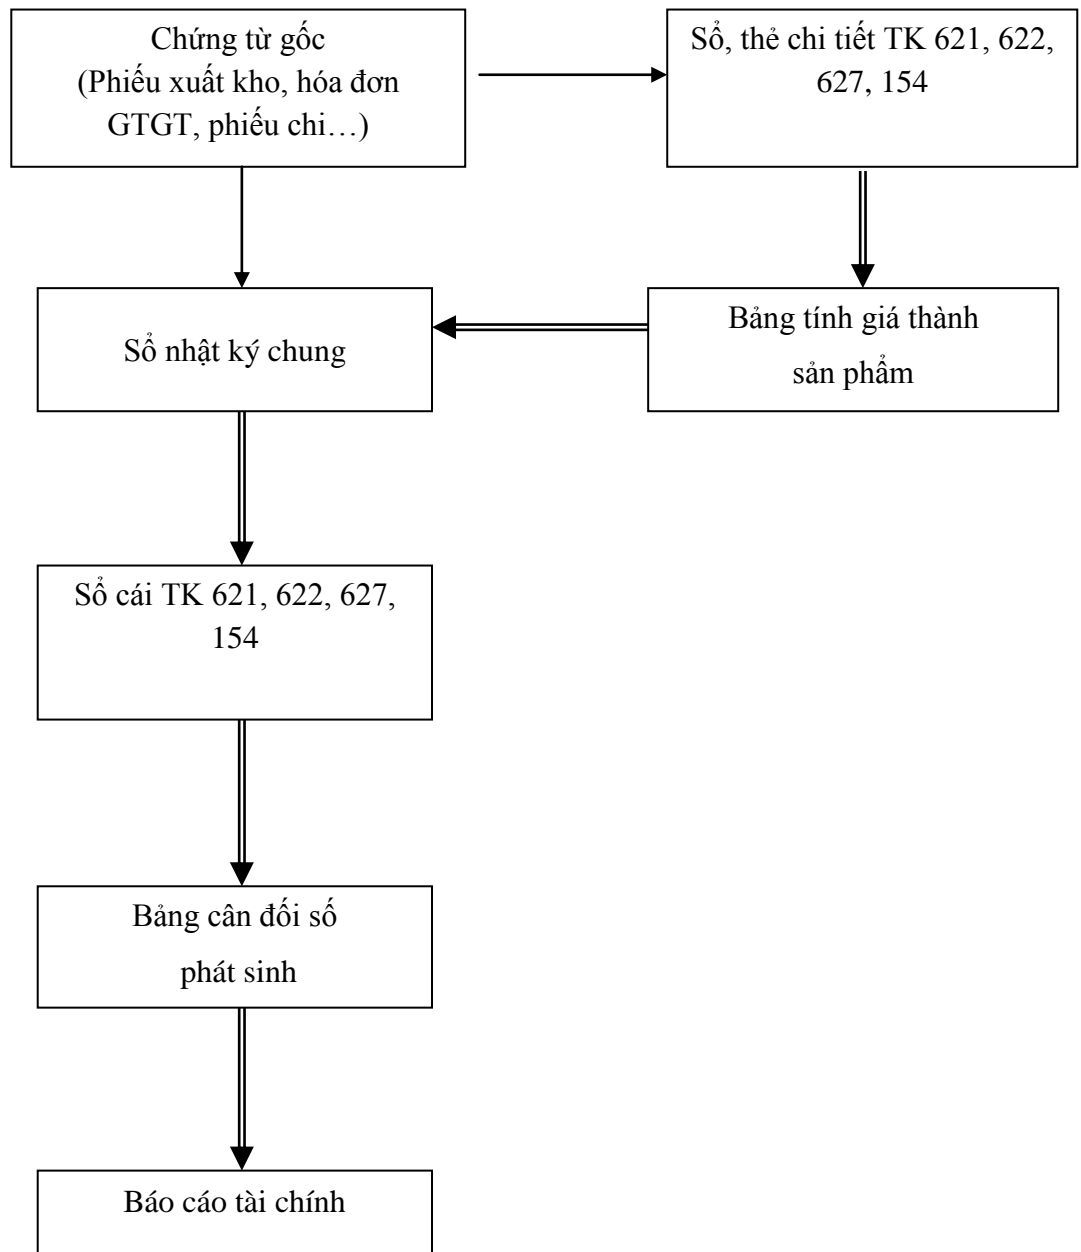 Chứng từ gốc
(Phiếu xuất kho, hóa đơn
GTGT, phiếu chi…)
Sổ, thẻ chi tiết TK 621, 622,
627, 154
Sổ nhật ký chung
Bảng tính giá thành
sản phẩm
Sổ cái TK 621, 622, 627,
154
Bảng cân đối số
phát sinh
Báo cáo tài chính